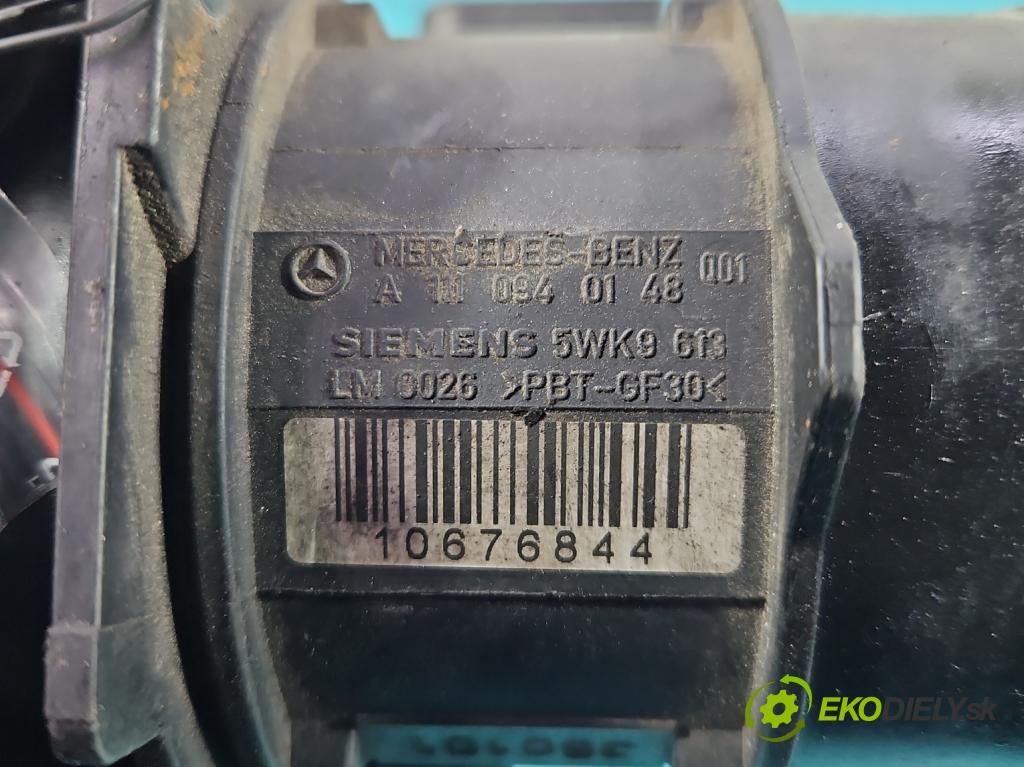 MERCEDES-BENZ 001
A 111 094 01 48
SIEMENS 5WK9 613
LM 0026 >PBT-GF30<
10676844
EKODIELY.sk